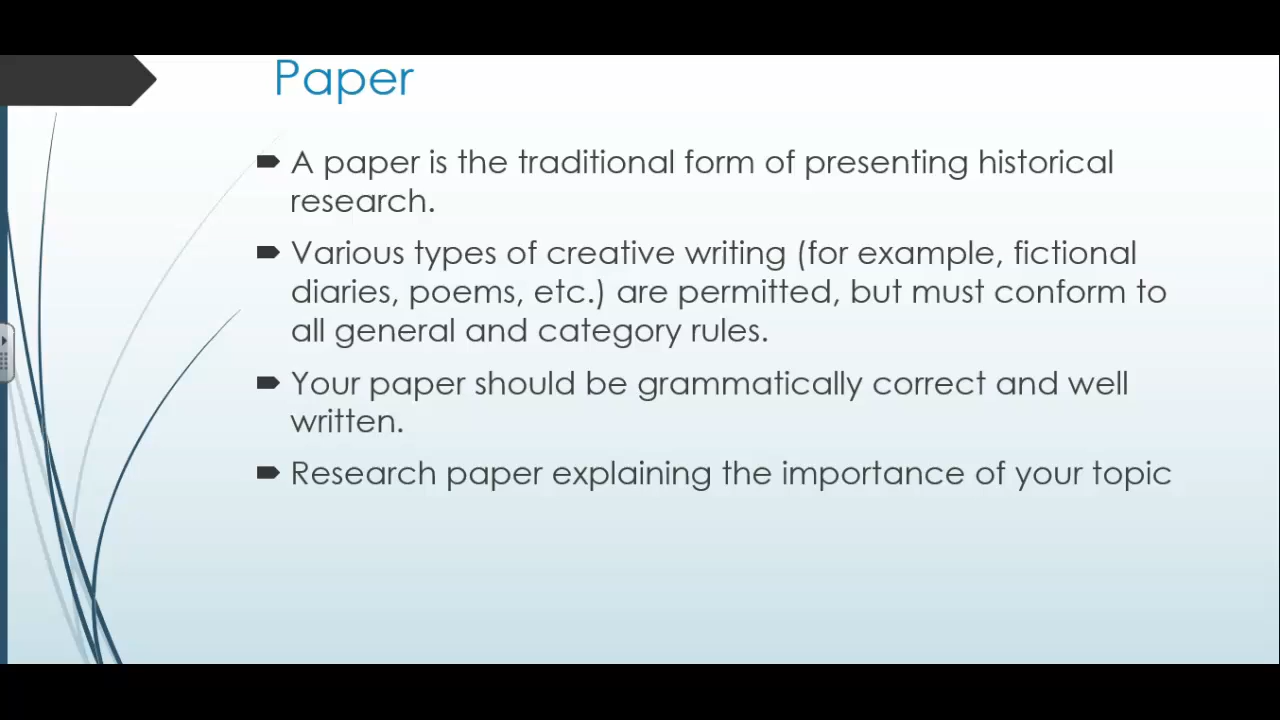 Paper
A paper is the traditional form of presenting historical
research.
Various types of creative writing (for example, fictional
diaries, poems, etc.) are permitted, but must conform to
all general and category rules.
Your paper should be grammatically correct and well
written.
Research paper explaining the importance of your topic